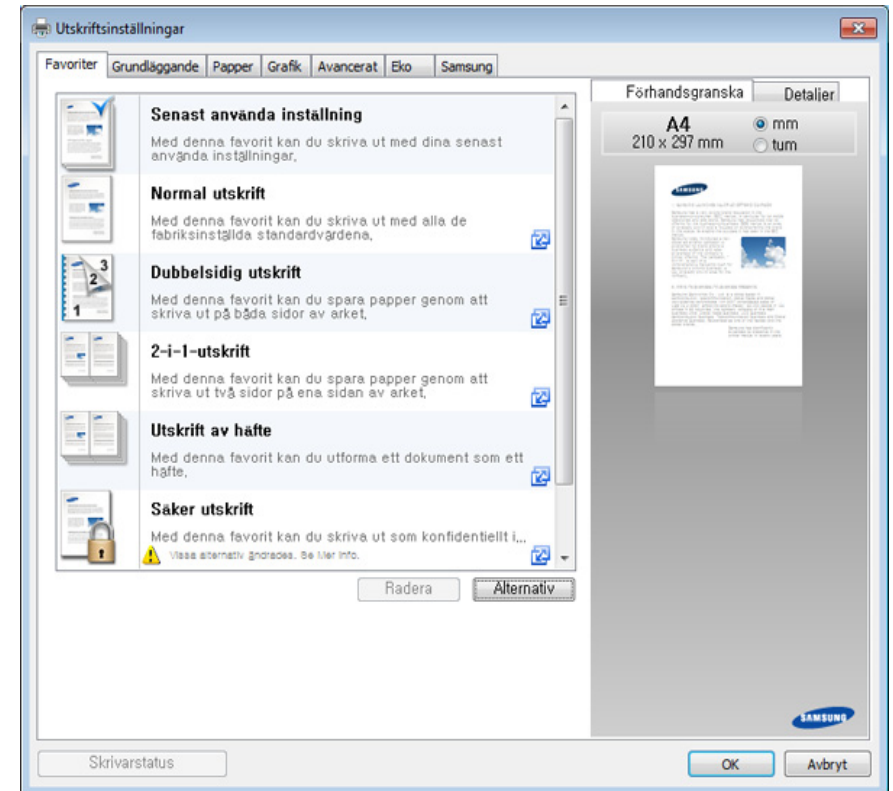 Utskriftsinställningar
Favoriter Grundläggande Papper Grafik Avancerat Eko Samsung
Senast använda inställning
Med denna favorit kan du skriva ut med dina senast
använda inställningar.
Normal utskrift
Med denna favorit kan du skriva ut med alla de
fabriksinställda standardvärdena.
3
2
1
Dubbelsidig utskrift
Med denna favorit kan du spara papper genom att
skriva ut på båda sidor av arket.
2-i-1-utskrift
Med denna favorit kan du spara papper genom att
skriva ut två sidor på ena sidan av arket.
Utskrift av häfte
Med denna favorit kan du utforma ett dokument som ett
häfte.
Säker utskrift
Med denna favorit kan du skriva ut som konfidentiellt i...
Vissa alternativ ändrades. Se Mer info.
Radera Alternativ
Förhandsgranska Detaljer
A4
210 x 297 mm
mm
tum
SAMSUNG
SAMSUNG
Skrivarstatus
OK Avbryt